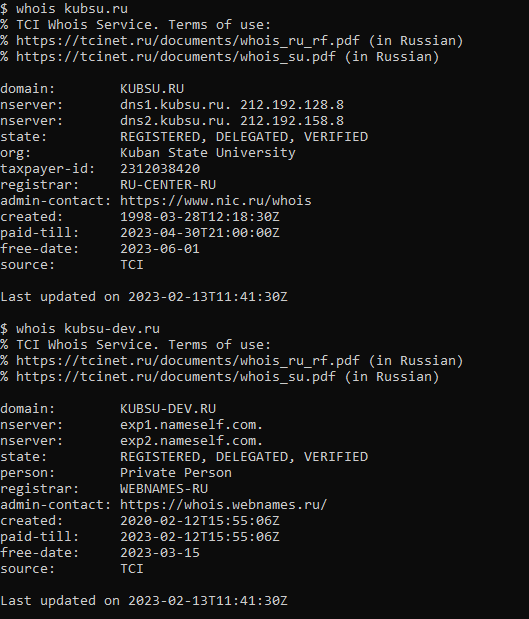 $ whois kubsu.ru
% TCI Whois Service. Terms of use:
% https://tcinet.ru/documents/whois_ru_rf.pdf (in Russian)
% https://tcinet.ru/documents/whois_su.pdf (in Russian)

domain:        KUBSU.RU
nserver:       dns1.kubsu.ru. 212.192.128.8
nserver:       dns2.kubsu.ru. 212.192.158.8
state:         REGISTERED, DELEGATED, VERIFIED
org:           Kuban State University
taxpayer-id:   2312038420
registrar:     RU-CENTER-RU
admin-contact: https://www.nic.ru/whois
created:       1998-03-28T12:18:30Z
paid-till:     2023-04-30T21:00:00Z
free-date:     2023-06-01
source:        TCI

Last updated on 2023-02-13T11:41:30Z

$ whois kubsu-dev.ru
% TCI Whois Service. Terms of use:
% https://tcinet.ru/documents/whois_ru_rf.pdf (in Russian)
% https://tcinet.ru/documents/whois_su.pdf (in Russian)

domain:        KUBSU-DEV.RU
nserver:       exp1.nameself.com.
nserver:       exp2.nameself.com.
state:         REGISTERED, DELEGATED, VERIFIED
person:        Private Person
registrar:     WEBNAMES-RU
admin-contact: https://whois.webnames.ru/
created:       2020-02-12T15:55:06Z
paid-till:     2023-02-12T15:55:06Z
free-date:     2023-03-15
source:        TCI

Last updated on 2023-02-13T11:41:30Z